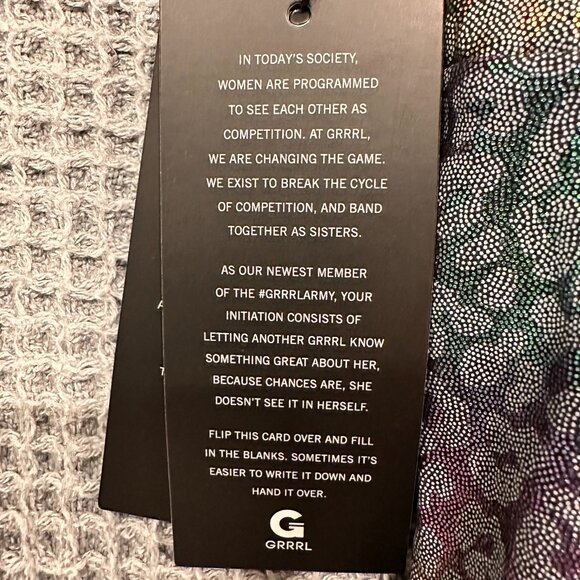 IN TODAY'S SOCIETY,
WOMEN ARE PROGRAMMED
TO SEE EACH OTHER AS
COMPETITION. AT GRRRL,
WE ARE CHANGING THE GAME.
WE EXIST TO BREAK THE CYCLE
OF COMPETITION, AND BAND
TOGETHER AS SISTERS.
AS OUR NEWEST MEMBER
OF THE #GRRRLARMY, YOUR
INITIATION CONSISTS OF
LETTING ANOTHER GRRRL KNOW
SOMETHING GREAT ABOUT HER,
BECAUSE CHANCES ARE, SHE
DOESN'T SEE IT IN HERSELF.
FLIP THIS CARD OVER AND FILL
IN THE BLANKS. SOMETIMES IT'S
EASIER TO WRITE IT DOWN AND
HAND IT OVER.
G
GRRRL